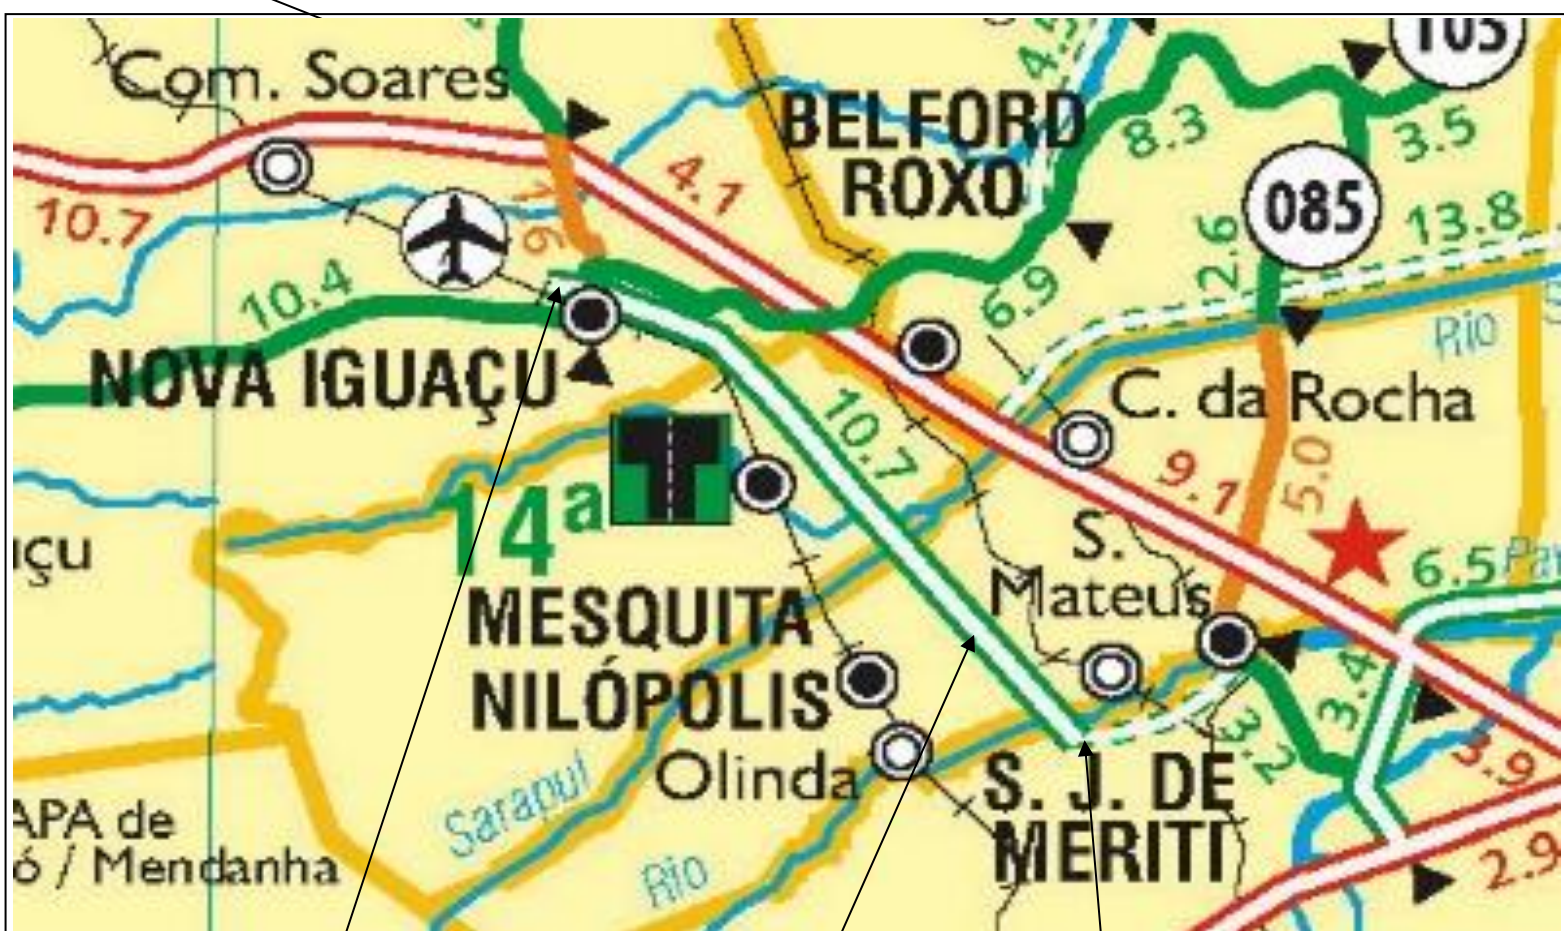 Com. Soares
BELFORD
ROXO
103
8.3
3.5
4.5
10.7
4.1
085
13.8
2.6
6.9
10.4
Rio
NOVA IGUAÇU
C. da Rocha
10.7
9.1
5.0
14ª
içu
S.
Mateus
6.5
MESQUITA
NILÓPOLIS
Olinda
3.4
3.2
3.9
S. J. DE
MERITI
Sarapuí
Rio
APA de
ó / Mendanha
2.9